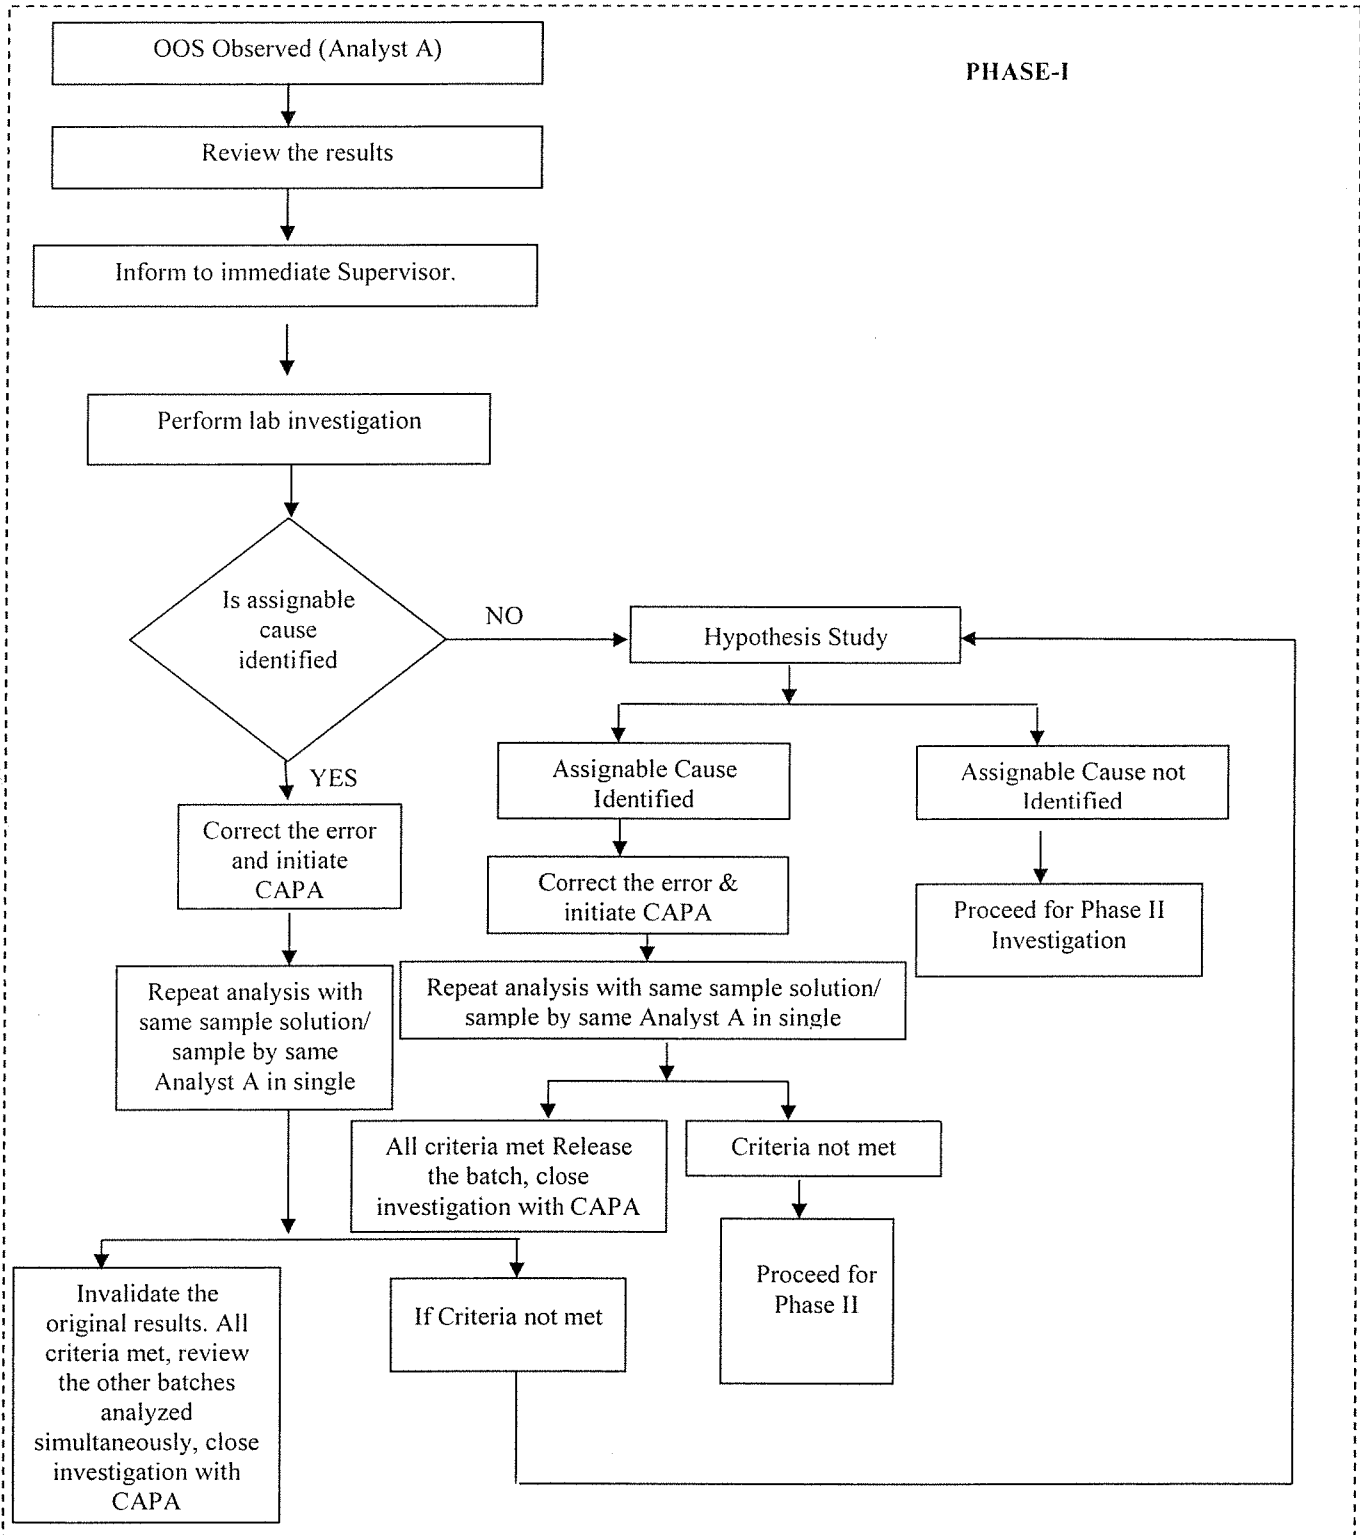 OOS Observed (Analyst A)
PHASE-I
Review the results
Inform to immediate Supervisor.
Perform lab investigation
Is assignable
cause
identified
NO
Hypothesis Study
YES
Assignable Cause
Identified
Assignable Cause not
Identified
Correct the error
and initiate
CAPA
Correct the error &
initiate CAPA
Proceed for Phase II
Investigation
Repeat analysis with
same sample solution/
sample by same
Analyst A in single
Repeat analysis with same sample solution/
sample by same Analyst A in single
All criteria met Release
the batch, close
investigation with CAPA
Criteria not met
Invalidate the
original results. All
criteria met, review
the other batches
analyzed
simultaneously, close
investigation with
CAPA
If Criteria not met
Proceed for
Phase II